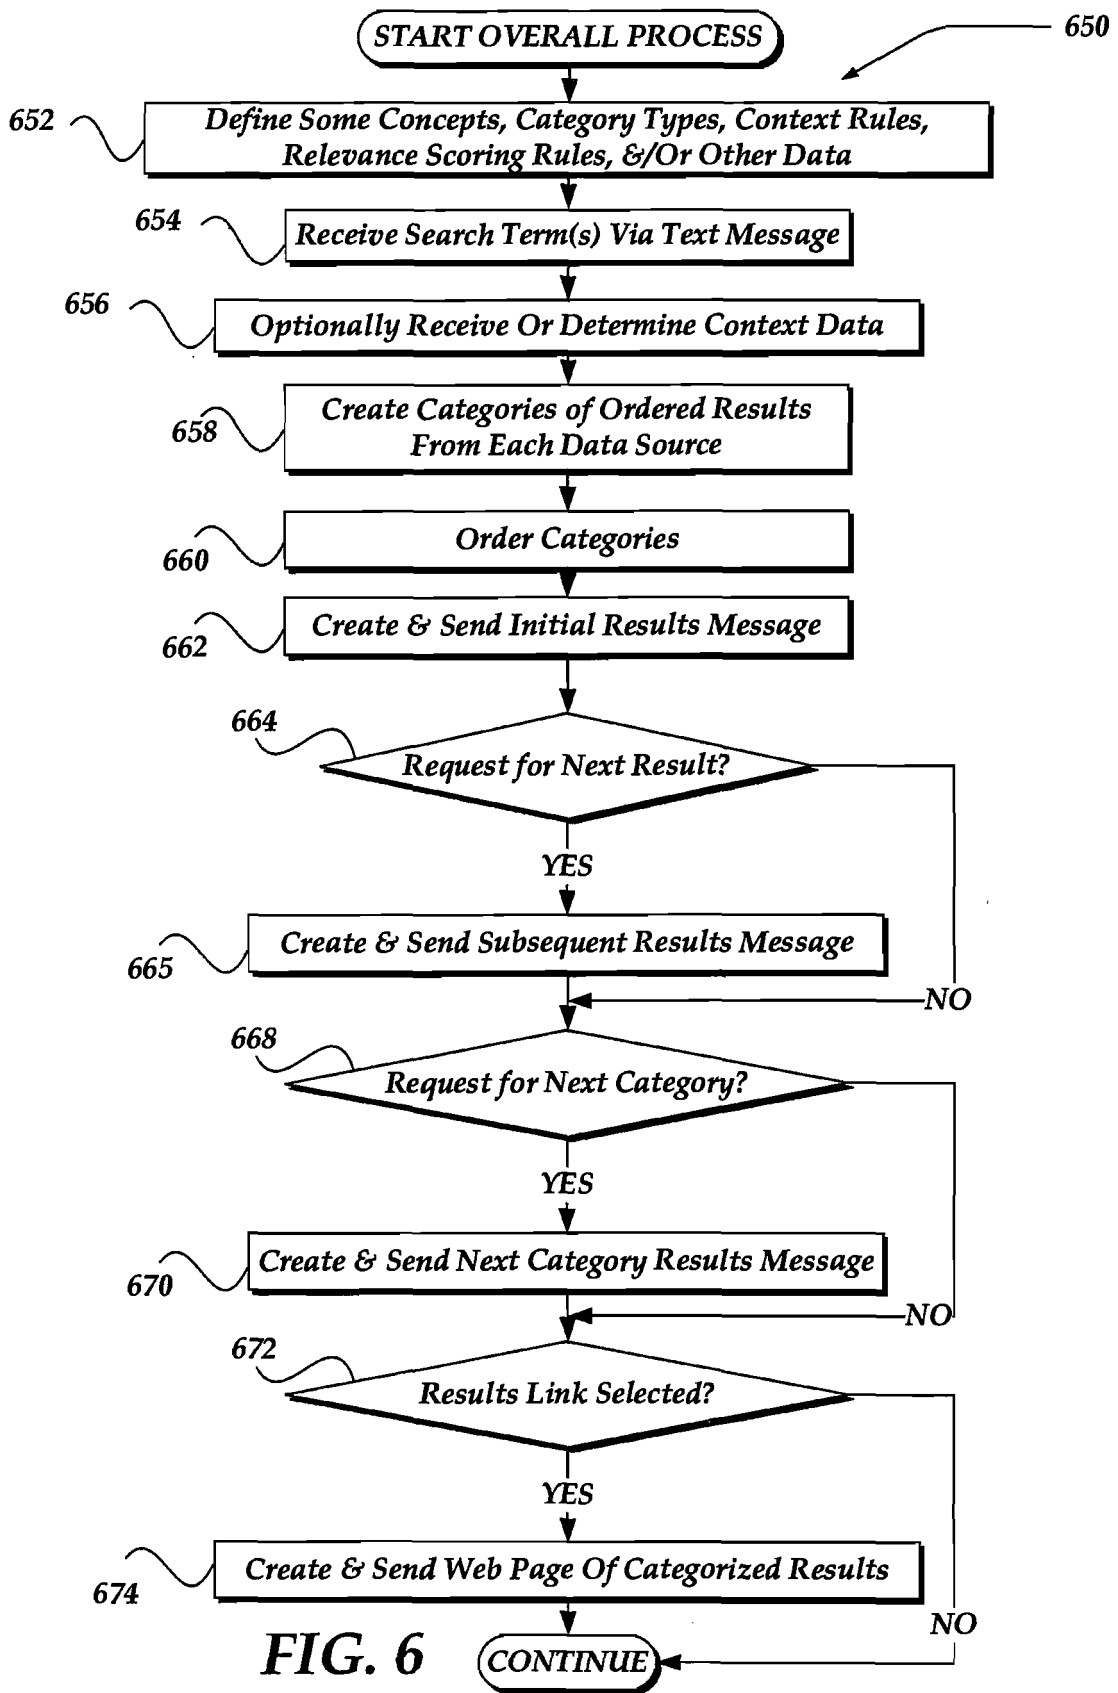 START OVERALL PROCESS
650
652
Define Some Concepts, Category Types, Context Rules,
Relevance Scoring Rules, &/Or Other Data
654
Receive Search Term(s) Via Text Message
656
Optionally Receive Or Determine Context Data
658
Create Categories of Ordered Results
From Each Data Source
660
Order Categories
662
Create & Send Initial Results Message
664
Request for Next Result?
YES
665
Create & Send Subsequent Results Message
NO
668
Request for Next Category?
YES
670
Create & Send Next Category Results Message
NO
672
Results Link Selected?
YES
674
Create & Send Web Page Of Categorized Results
NO
FIG. 6
CONTINUE